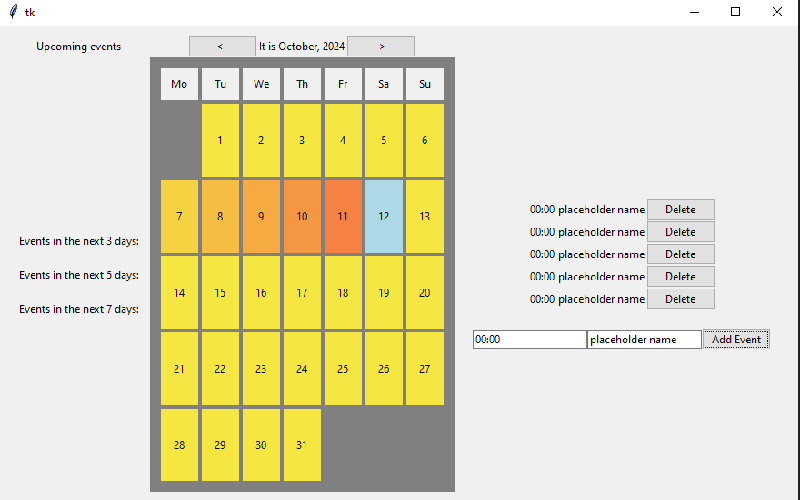 tk
Upcoming events
< It is October, 2024 >
Mo Tu We Th Fr Sa Su
1 2 3 4 5 6
7 8 9 10 11 12 13
14 15 16 17 18 19 20
21 22 23 24 25 26 27
28 29 30 31
Events in the next 3 days:
Events in the next 5 days:
Events in the next 7 days:
00:00 placeholder name Delete
00:00 placeholder name Delete
00:00 placeholder name Delete
00:00 placeholder name Delete
00:00 placeholder name Delete
00:00 placeholder name Add Event